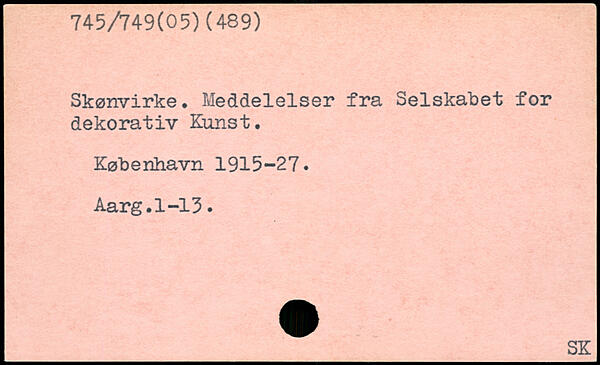 745/749(05)(489)
Skønvirke. Meddelelser fra Selskabet for
dekorativ Kunst.
København 1915-27.
Aarg.1-13.
SK